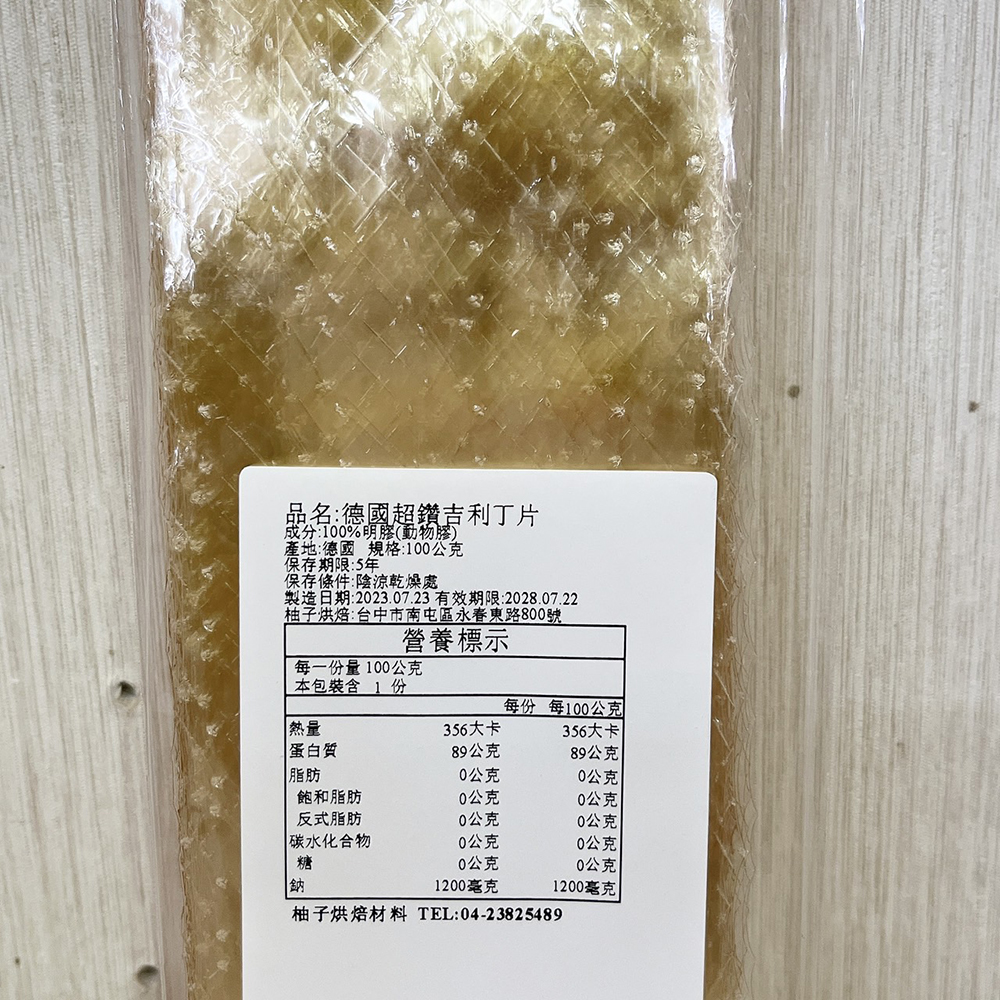 品名:德國超鑽吉利丁片
成分:100%明膠(動物膠)
產地:德國 規格:100公克
保存期限:5年
保存條件:陰涼乾燥處
製造日期:2023.07.23 有效期限:2028.07.22
柚子烘焙:台中市南屯區永春東路800號
營養標示
每一份量 100公克
本包裝含 1 份
每份 每100公克
熱量 356大卡 356大卡
蛋白質 89公克 89公克
脂肪 0公克 0公克
飽和脂肪 0公克 0公克
反式脂肪 0公克 0公克
碳水化合物 0公克 0公克
糖 0公克 0公克
鈉 1200毫克 1200毫克
柚子烘焙材料 TEL:04-23825489